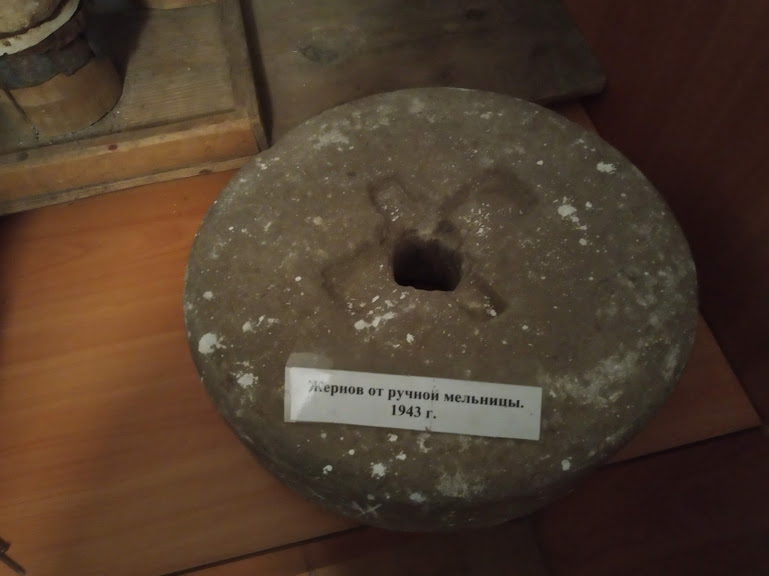 Жернов от ручной мельницы.
1943 г.